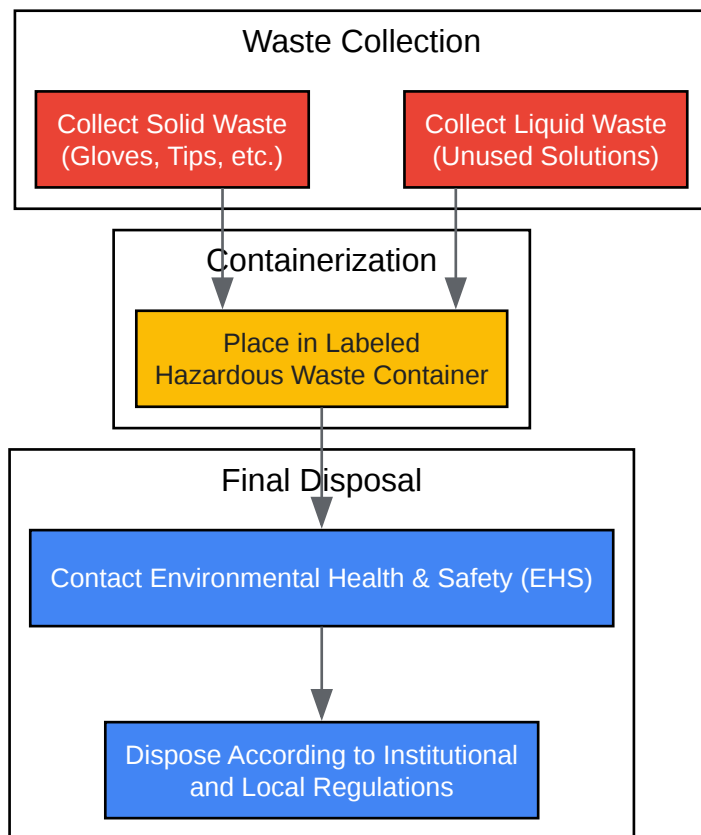 Waste Collection
Collect Solid Waste
(Gloves, Tips, etc.)
Collect Liquid Waste
(Unused Solutions)
Containerization
Place in Labeled
Hazardous Waste Container
Final Disposal
Contact Environmental Health & Safety (EHS)
Dispose According to Institutional
and Local Regulations